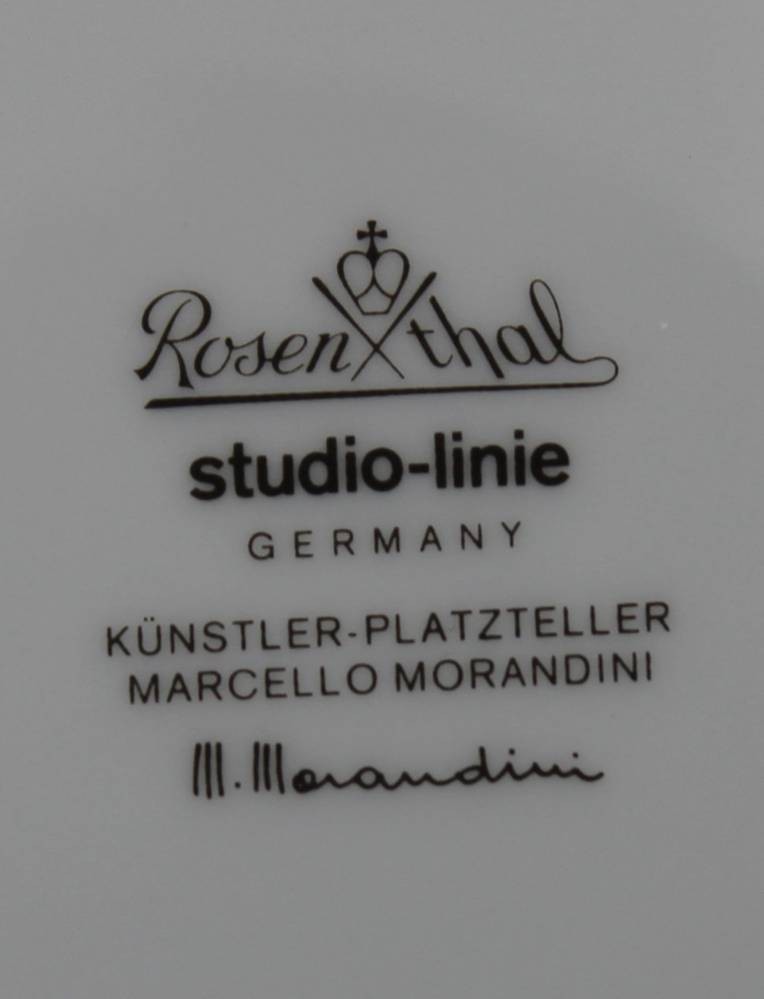 Rosenthal
studio-linie
GERMANY
KÜNSTLER-PLATZTELLER
MARCELLO MORANDINI
M. Morandini